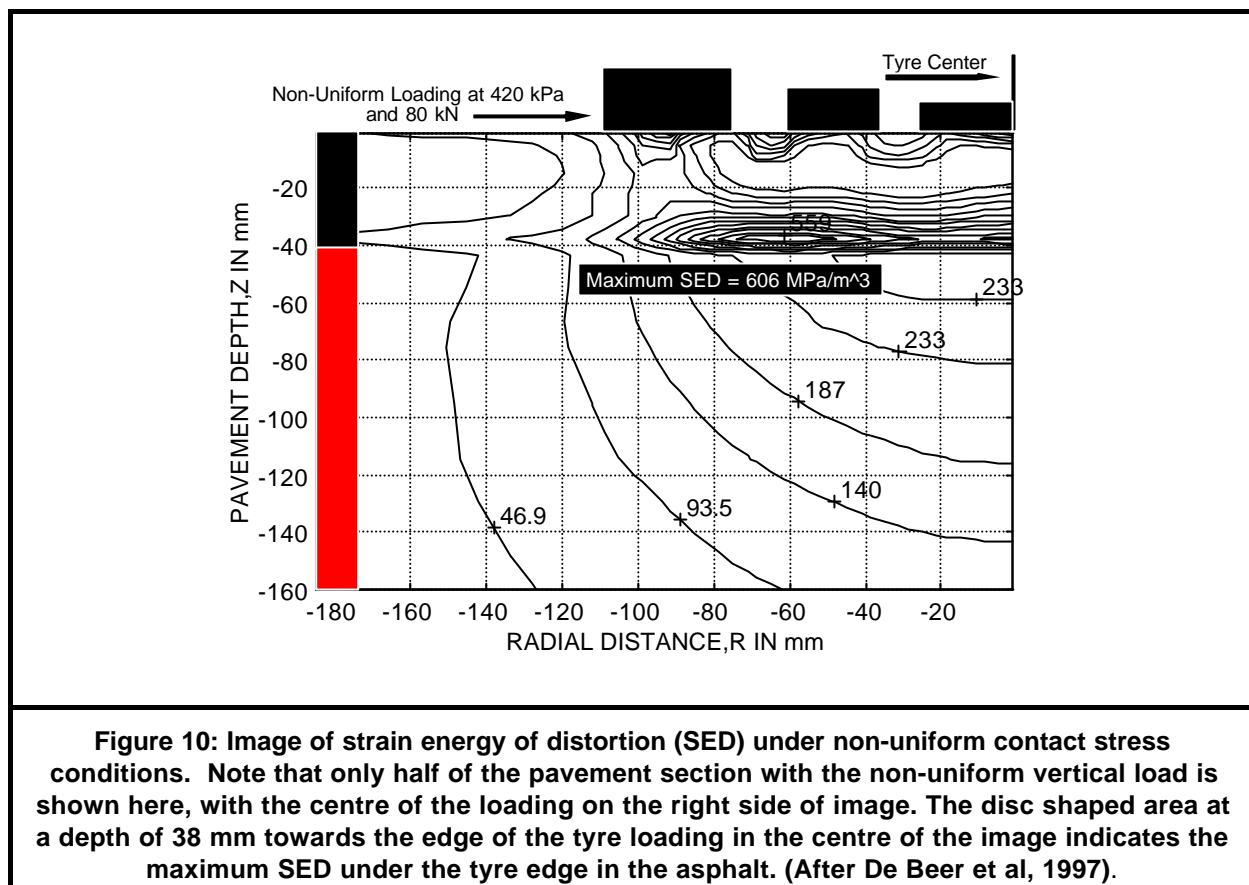 Tyre Center
Non-Uniform Loading at 420 kPa
and 80 kN
-20
-40
-60
-80
-100
-120
-140
-160
PAVEMENT DEPTH,Z IN mm
559
Maximum SED = 606 MPa/m^3
233
233
187
140
93.5
46.9
-180 -160 -140 -120 -100 -80 -60 -40 -20
RADIAL DISTANCE,R IN mm
Figure 10: Image of strain energy of distortion (SED) under non-uniform contact stress
conditions. Note that only half of the pavement section with the non-uniform vertical load is
shown here, with the centre of the loading on the right side of image. The disc shaped area at
a depth of 38 mm towards the edge of the tyre loading in the centre of the image indicates the
maximum SED under the tyre edge in the asphalt. (After De Beer et al, 1997).